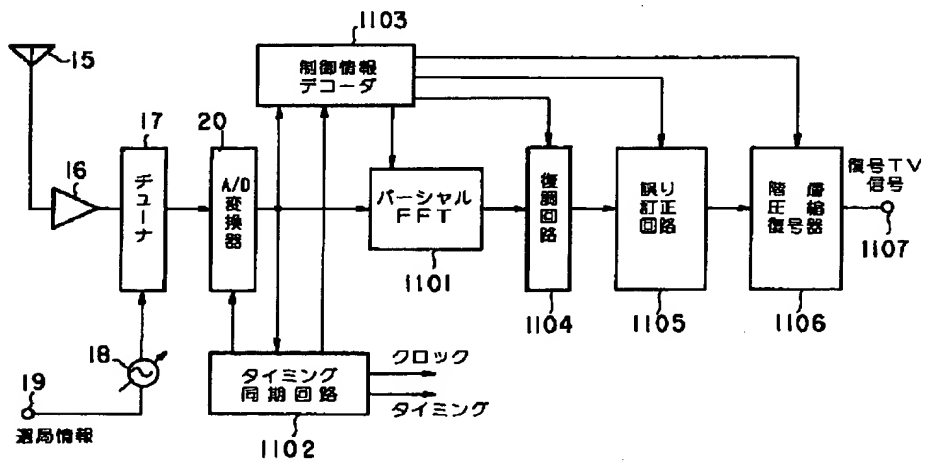 1103
15
制御情報
デコーダ
17
20
16
チューナ
A/D
変換器
パーシャル
FFT
復調回路
誤り
訂正
回路
階層
圧縮
復号器
復号TV
信号
1107
1101
1104
1105
1106
18
19
選局情報
タイミング
同期回路
クロック
タイミング
1102